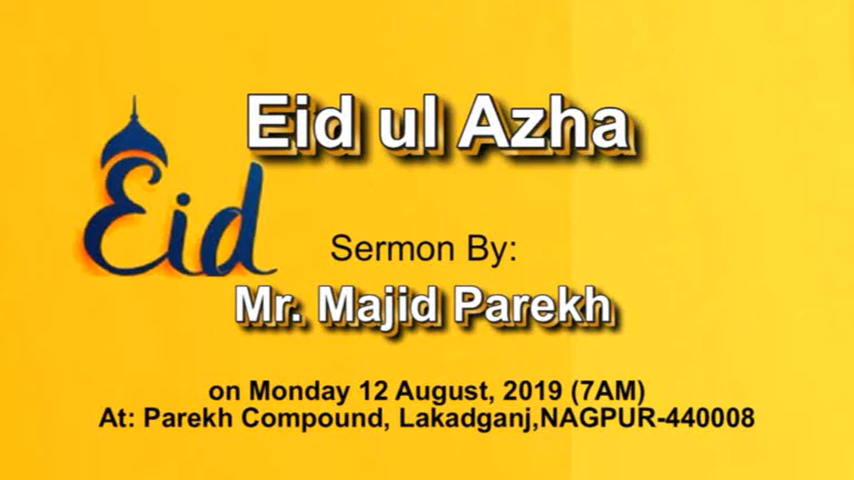 Eid ul Azha
Eid
Sermon By:
Mr. Majid Parekh
on Monday 12 August, 2019 (7AM)
At: Parekh Compound, Lakadganj,NAGPUR-440008